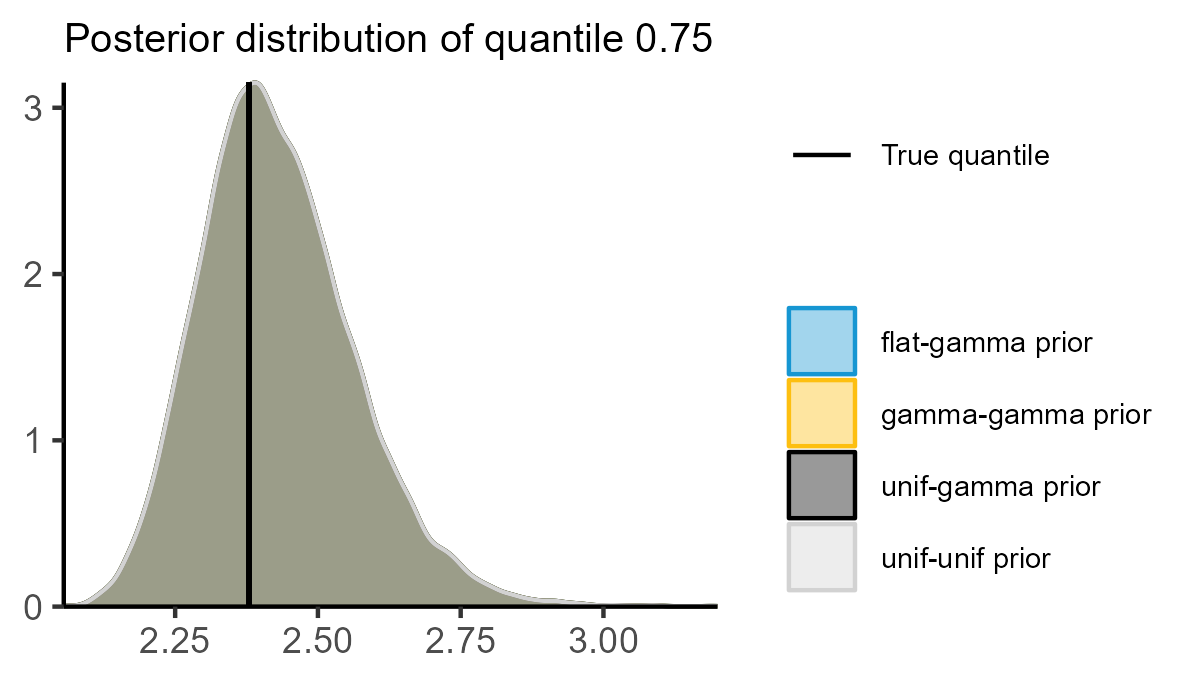 Posterior distribution of quantile 0.75
3
2
1
0
2.25 2.50 2.75 3.00
True quantile
flat-gamma prior
gamma-gamma prior
unif-gamma prior
unif-unif prior